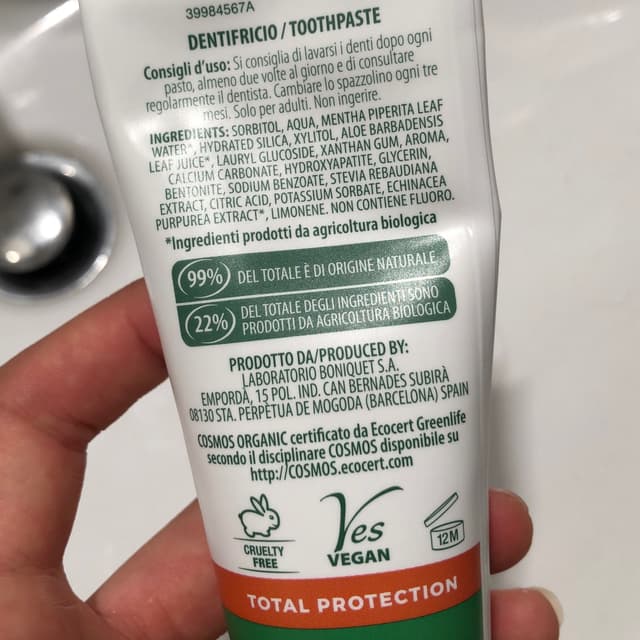 39984567A
DENTIFRICIO / TOOTHPASTE
Consigli d'uso: Si consiglia di lavarsi i denti dopo ogni
pasto, almeno due volte al giorno e di consultare
regolarmente il dentista. Cambiare lo spazzolino ogni tre
mesi. Solo per adulti. Non ingerire.
INGREDIENTS: SORBITOL, AQUA, MENTHA PIPERITA LEAF
WATER*, HYDRATED SILICA, XYLITOL, ALOE BARBADENSIS
LEAF JUICE*, LAURYL GLUCOSIDE, XANTHAN GUM, AROMA,
CALCIUM CARBONATE, HYDROXYAPATITE, GLYCERIN,
BENTONITE, SODIUM BENZOATE, STEVIA REBAUDIANA
EXTRACT, CITRIC ACID, POTASSIUM SORBATE, ECHINACEA
PURPUREA EXTRACT*, LIMONENE. NON CONTIENE FLUORO.
*Ingredienti prodotti da agricoltura biologica
99% DEL TOTALE È DI ORIGINE NATURALE
22% DEL TOTALE DEGLI INGREDIENTI SONO
PRODOTTI DA AGRICOLTURA BIOLOGICA
PRODOTTO DA/PRODUCED BY:
LABORATORIO BONIQUET S.A.
EMPORDÀ, 15 POL. IND. CAN BERNADES SUBIRÀ
08130 STA. PERPETUA DE MOGODA (BARCELONA) SPAIN
COSMOS ORGANIC certificato da Ecocert Greenlife
secondo il disciplinare COSMOS disponibile su
http://COSMOS.ecocert.com
CRUELTY
FREE
Yes
VEGAN
12M
TOTAL PROTECTION